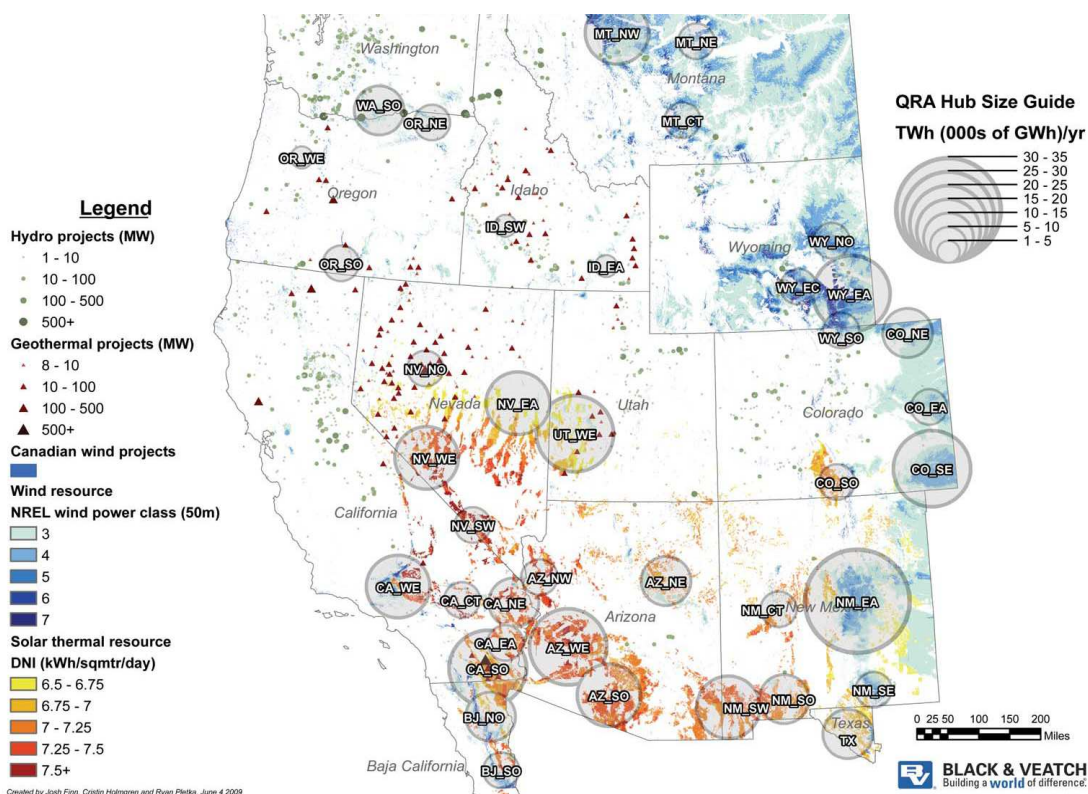 Washington
MT_NW
MT_NE
Montana
WA_SO
OR_NE
MT_CT
OR_WE
Oregon
Idaho
ID_SW
OR_SO
ID_EA
Wyoming
WY_NO
WY_EC
WY_EA
WY_SO
CO_NE
NV_NO
Nevada
NV_EA
Utah
UT_WE
Colorado
CO_EA
NV_WE
CO_SE
CO_SO
California
NV_SW
CA_WE
CA_CT
CA_NE
AZ_NW
AZ_NE
Arizona
NM_CT
New Mexico
NM_EA
CA_EA
CA_SO
AZ_WE
AZ_SO
NM_SW
NM_SO
NM_SE
BJ_NO
Texas
TX
Baja California
BJ_SO
QRA Hub Size Guide
TWh (000s of GWh)/yr
30 - 35
25 - 30
20 - 25
15 - 20
10 - 15
5 - 10
1 - 5
Legend
Hydro projects (MW)
1 - 10
10 - 100
100 - 500
500+
Geothermal projects (MW)
8 - 10
10 - 100
100 - 500
500+
Canadian wind projects
Wind resource
NREL wind power class (50m)
3
4
5
6
7
Solar thermal resource
DNI (kWh/sqmtr/day)
6.5 - 6.75
6.75 - 7
7 - 7.25
7.25 - 7.5
7.5+
0 25 50 100 150 200
Miles
BV
BLACK & VEATCH
Building a world of difference.
Created by Josh Finn, Cristin Holmgren and Ryan Pletka, June 4 2009